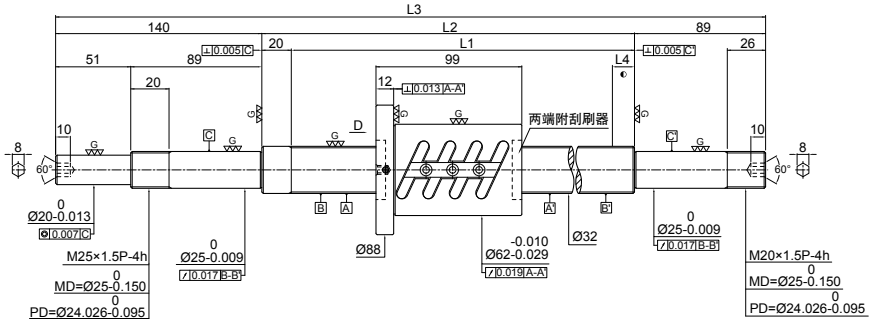 L3
140
L2
89
20
L1
⊥ 0.005 C
⊥ 0.005 C'
51
89
99
L4
26
20
12
⊥ 0.013 A-A'
G
G
G
D
G
G
两端附刮刷器
C
G
G
C'
G
10
10
8
60°
60°
8
B
A
A'
B'
0
Ø20-0.013
◎ 0.007 C
M25×1.5P-4h
0
MD=Ø25-0.150
0
PD=Ø24.026-0.095
0
Ø25-0.009
0.017 B-B'
Ø88
-0.010
Ø62-0.029
0.019 A-A'
Ø32
0
Ø25-0.009
0.017 B-B'
M20×1.5P-4h
0
MD=Ø25-0.150
0
PD=Ø24.026-0.095